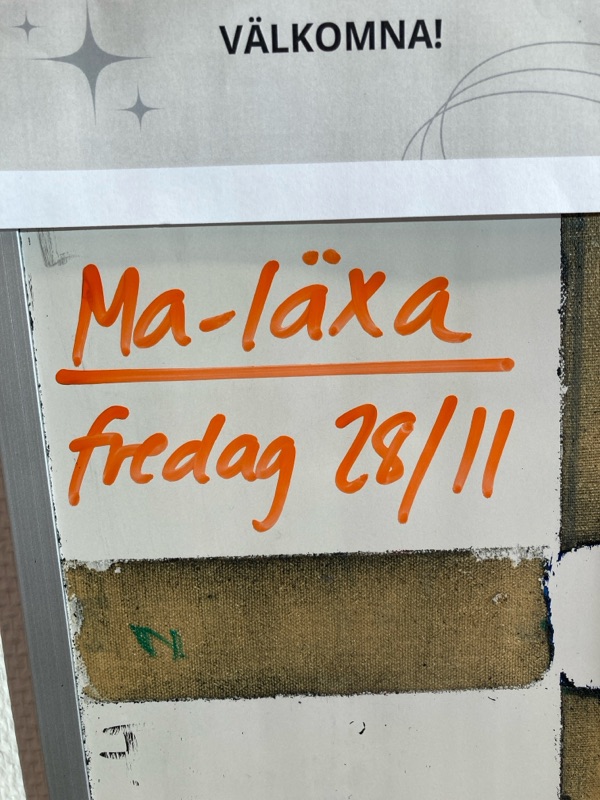 VÄLKOMNA!
Ma-läxa
fredag 28/11